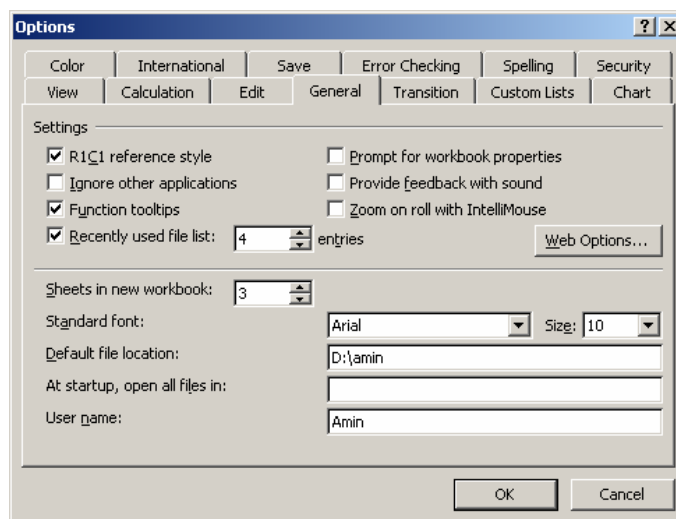 Options
Color International Save Error Checking Spelling Security
View Calculation Edit General Transition Custom Lists Chart
Settings
R1C1 reference style Prompt for workbook properties
Ignore other applications Provide feedback with sound
Function tooltips Zoom on roll with IntelliMouse
Recently used file list: 4 entries Web Options...
Sheets in new workbook: 3
Standard font: Arial Size: 10
Default file location: D:\amin
At startup, open all files in:
User name: Amin
OK Cancel